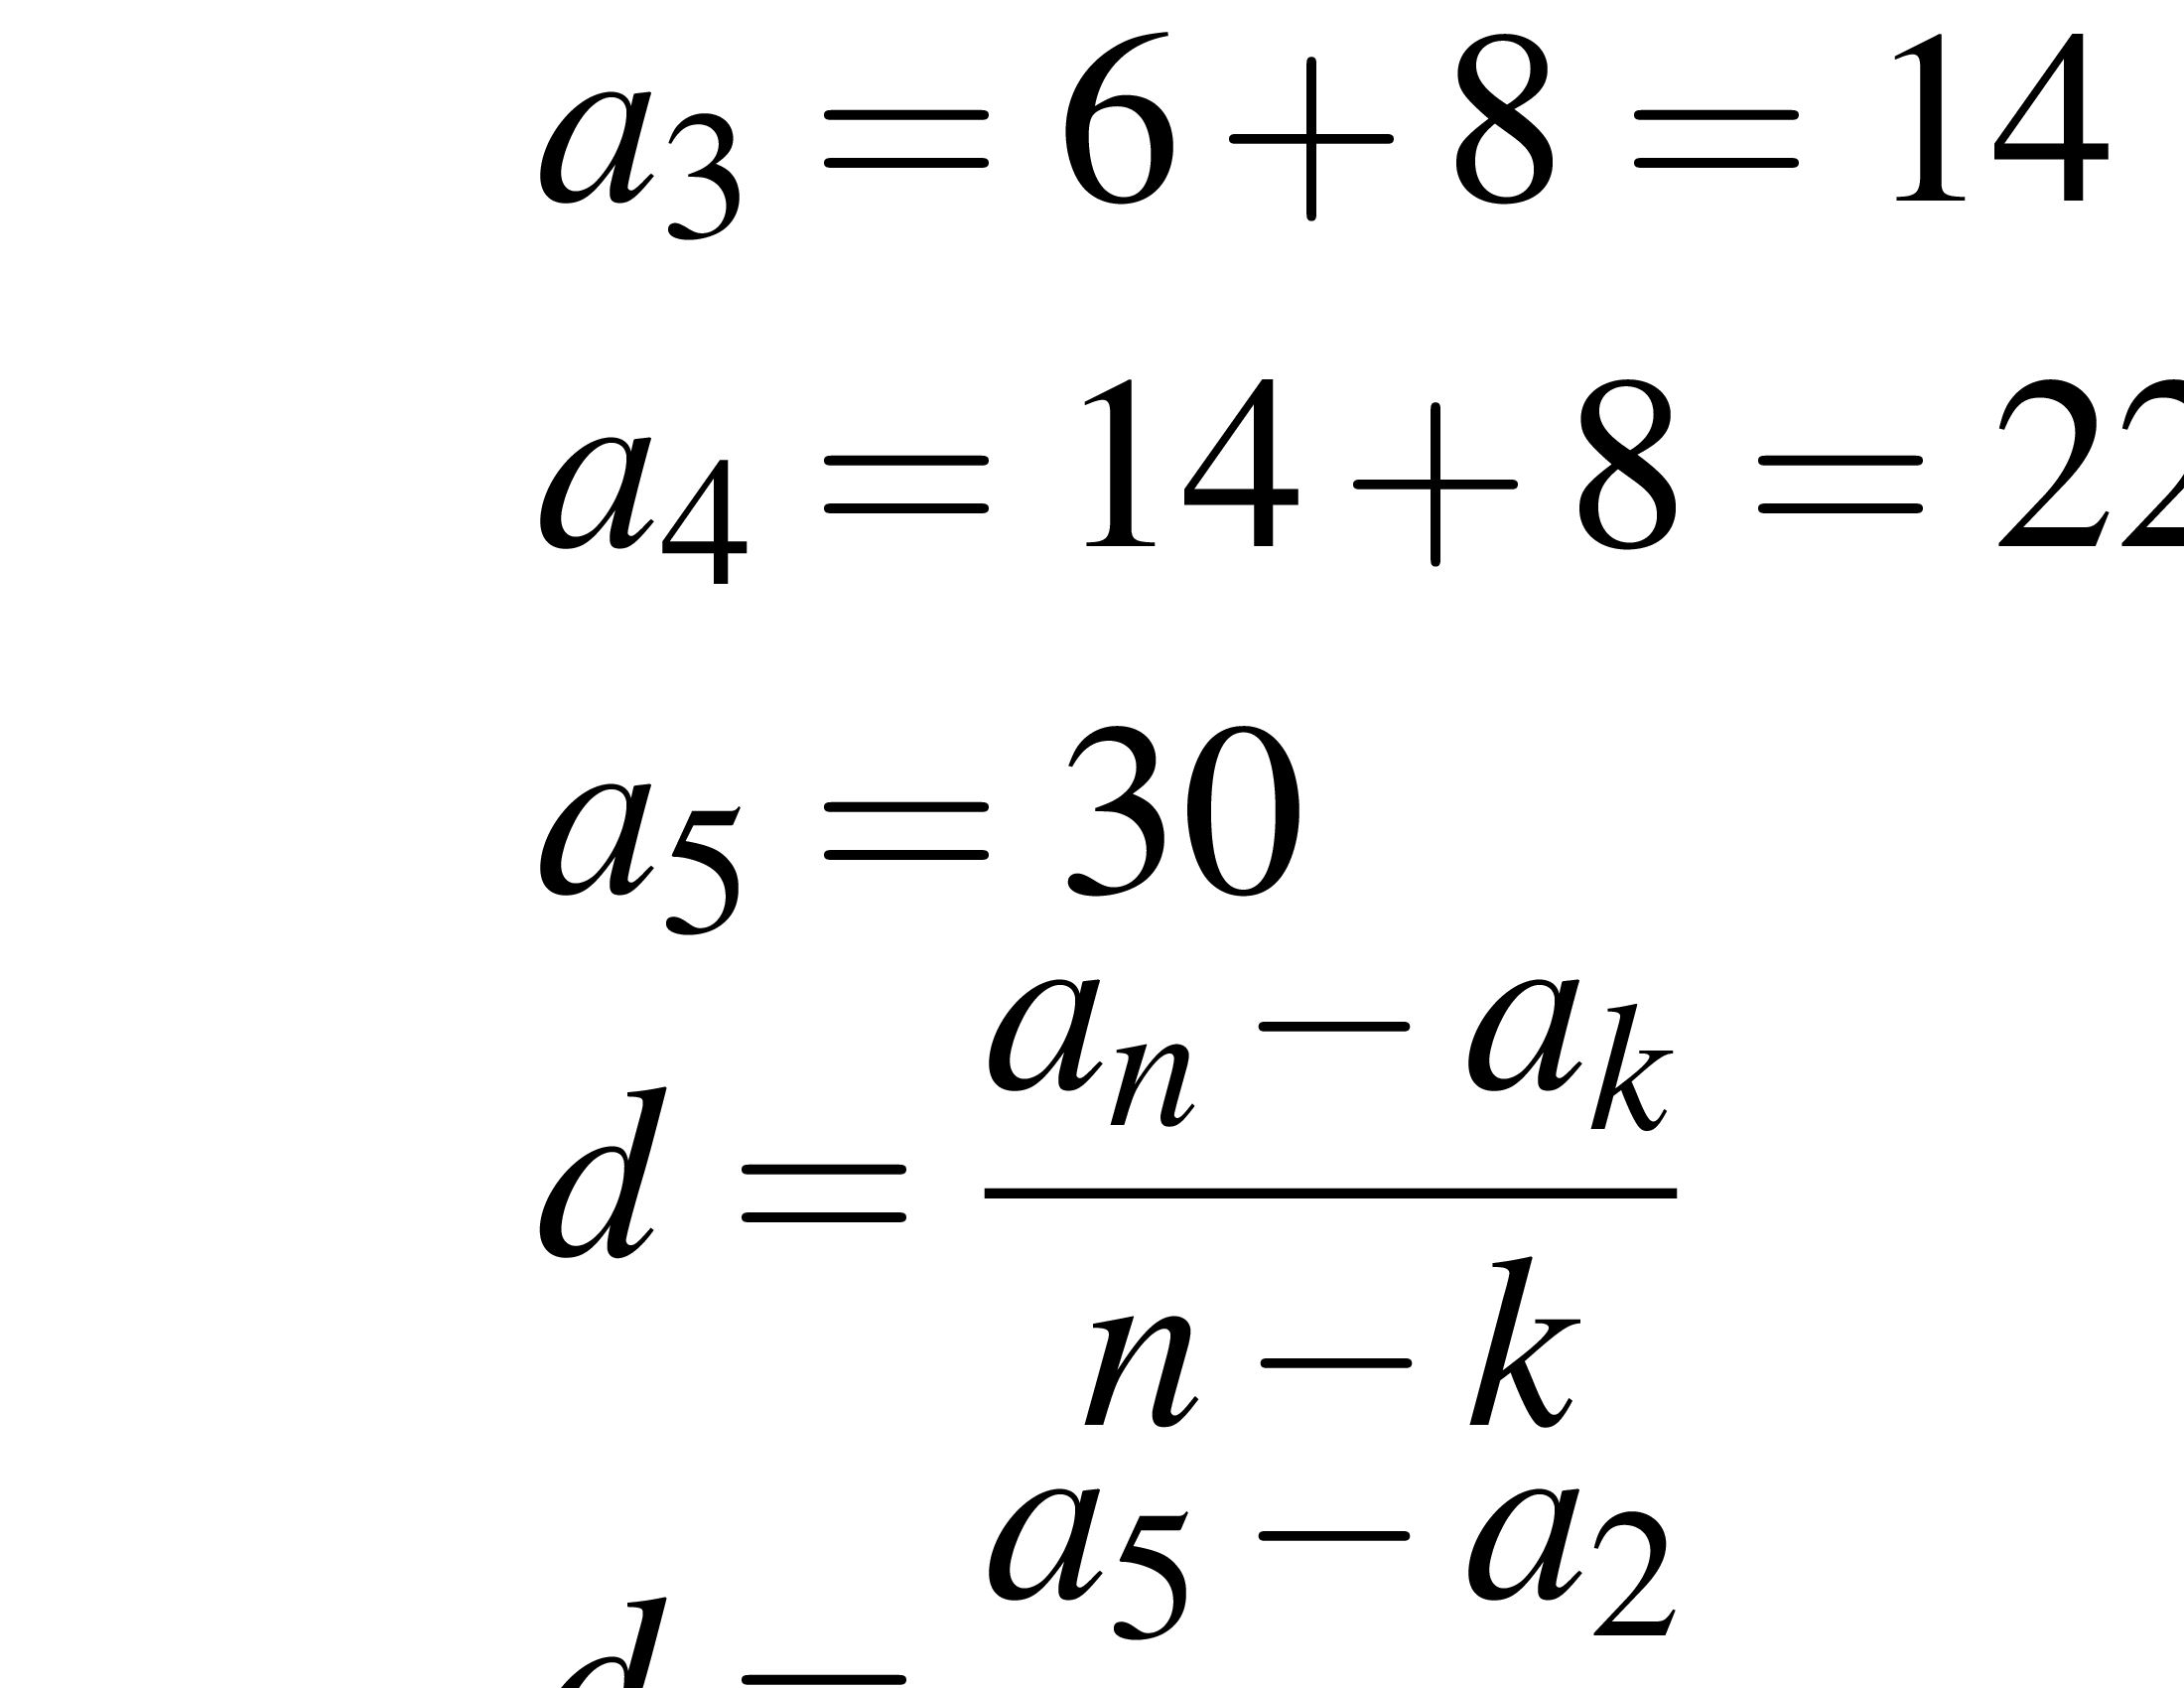 a₃ = 6 + 8 = 14
a₄ = 14 + 8 = 22
a₅ = 30
d = (aₙ − aₖ) / (n − k)
d = a₅ − a₂